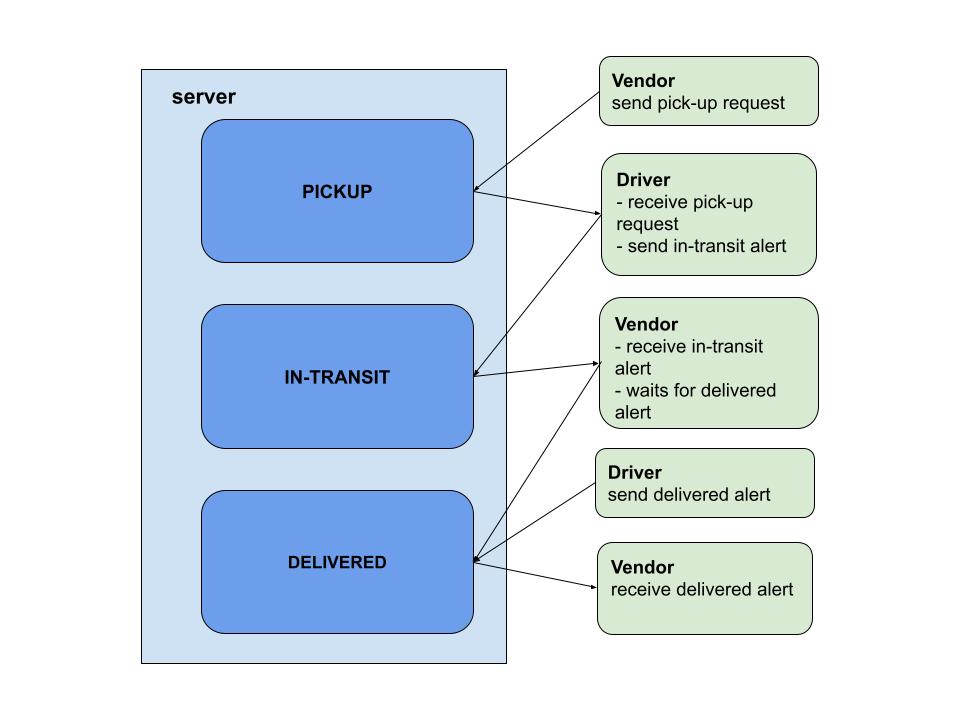 server
PICKUP
IN-TRANSIT
DELIVERED
Vendor
send pick-up request
Driver
- receive pick-up
request
- send in-transit alert
Vendor
- receive in-transit
alert
- waits for delivered
alert
Driver
send delivered alert
Vendor
receive delivered alert